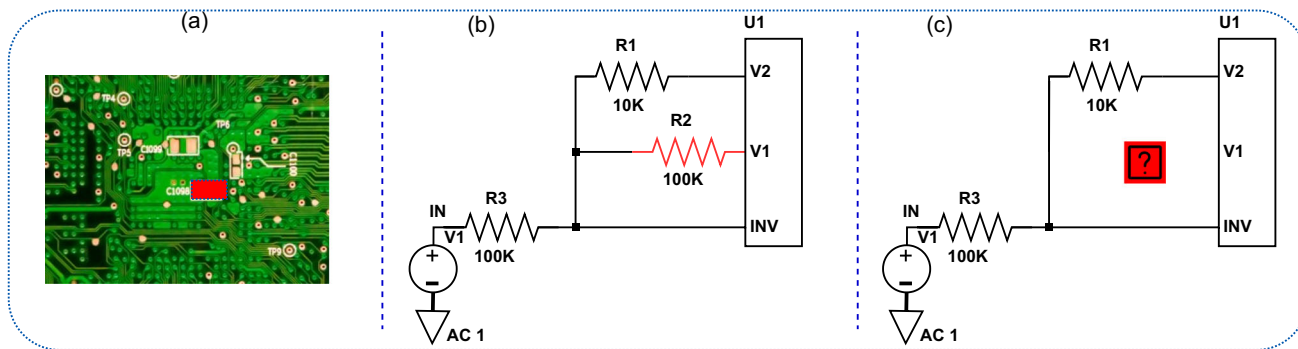 (a)
TP4
TP6
C1099
TP5
C1100
C1098
TP9
(b)
U1
R1
V2
10K
R2
V1
100K
IN
R3
V1
INV
100K
AC 1
(c)
U1
R1
V2
10K
V1
?
IN
R3
V1
INV
100K
AC 1